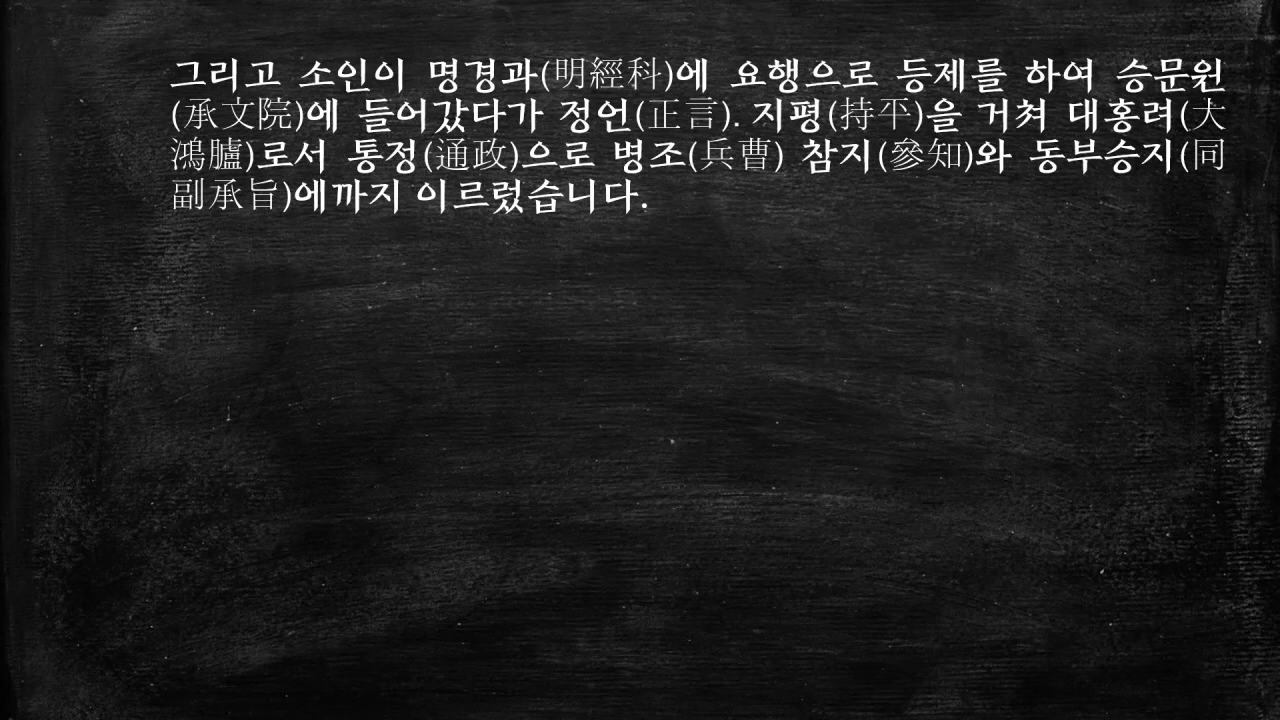 그리고 소인이 명경과(明經科)에 요행으로 등제를 하여 승문원
(承文院)에 들어갔다가 정언(正言). 지평(持平)을 거쳐 대홍려(大
鴻臚)로서 통정(通政)으로 병조(兵曹) 참지(參知)와 동부승지(同
副承旨)에까지 이르렀습니다.